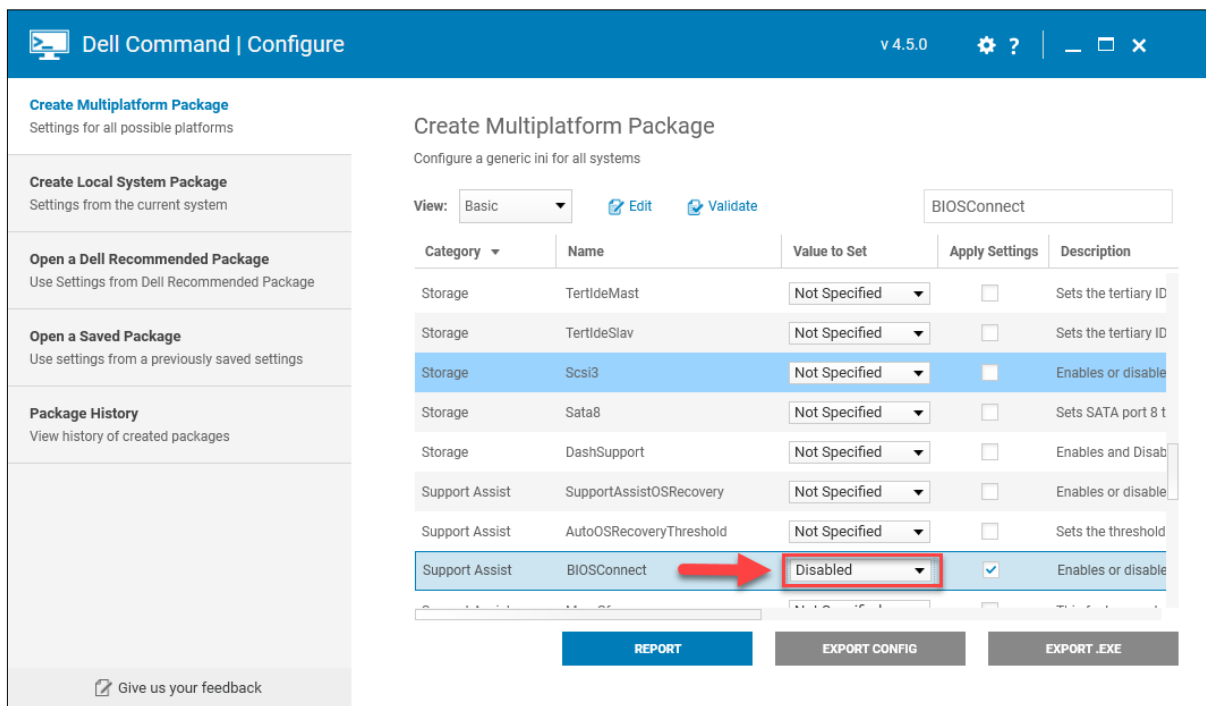 Dell Command | Configure
v 4.5.0
?
Create Multiplatform Package
Settings for all possible platforms
Create Local System Package
Settings from the current system
Open a Dell Recommended Package
Use Settings from Dell Recommended Package
Open a Saved Package
Use settings from a previously saved settings
Package History
View history of created packages
Give us your feedback
Create Multiplatform Package
Configure a generic ini for all systems
View: Basic Edit Validate BIOSConnect
Category Name Value to Set Apply Settings Description
Storage TertIdeMast Not Specified Sets the tertiary ID
Storage TertIdeSlav Not Specified Sets the tertiary ID
Storage Scsi3 Not Specified Enables or disable
Storage Sata8 Not Specified Sets SATA port 8 t
Storage DashSupport Not Specified Enables and Disab
Support Assist SupportAssistOSRecovery Not Specified Enables or disable
Support Assist AutoOSRecoveryThreshold Not Specified Sets the threshold
Support Assist BIOSConnect Disabled Enables or disable
REPORT EXPORT CONFIG EXPORT .EXE